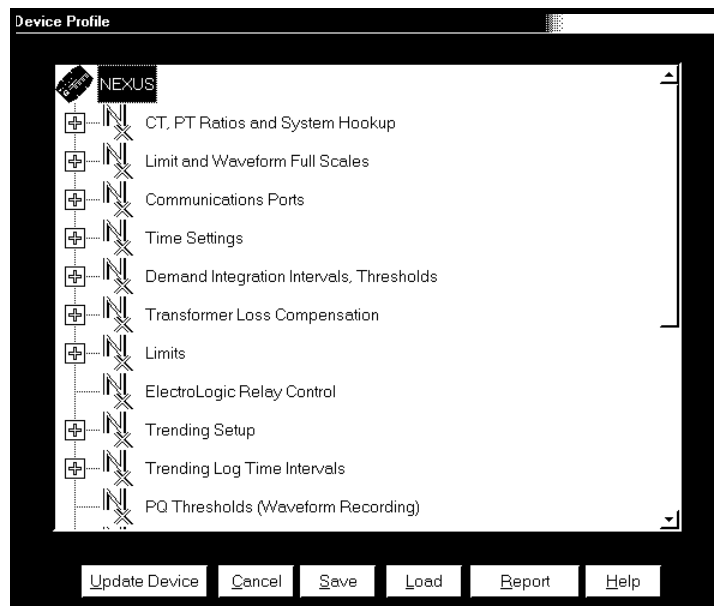 Device Profile
NEXUS
CT, PT Ratios and System Hookup
Limit and Waveform Full Scales
Communications Ports
Time Settings
Demand Integration Intervals, Thresholds
Transformer Loss Compensation
Limits
ElectroLogic Relay Control
Trending Setup
Trending Log Time Intervals
PQ Thresholds (Waveform Recording)
Update Device Cancel Save Load Report Help